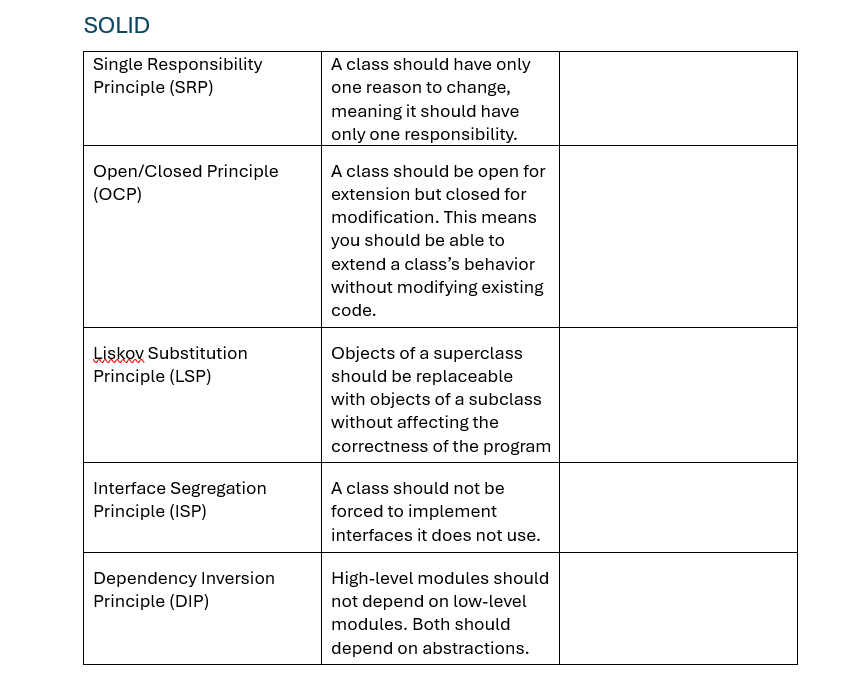 SOLID
Single Responsibility
Principle (SRP)
A class should have only
one reason to change,
meaning it should have
only one responsibility.
Open/Closed Principle
(OCP)
A class should be open for
extension but closed for
modification. This means
you should be able to
extend a class’s behavior
without modifying existing
code.
Liskov Substitution
Principle (LSP)
Objects of a superclass
should be replaceable
with objects of a subclass
without affecting the
correctness of the program
Interface Segregation
Principle (ISP)
A class should not be
forced to implement
interfaces it does not use.
Dependency Inversion
Principle (DIP)
High-level modules should
not depend on low-level
modules. Both should
depend on abstractions.